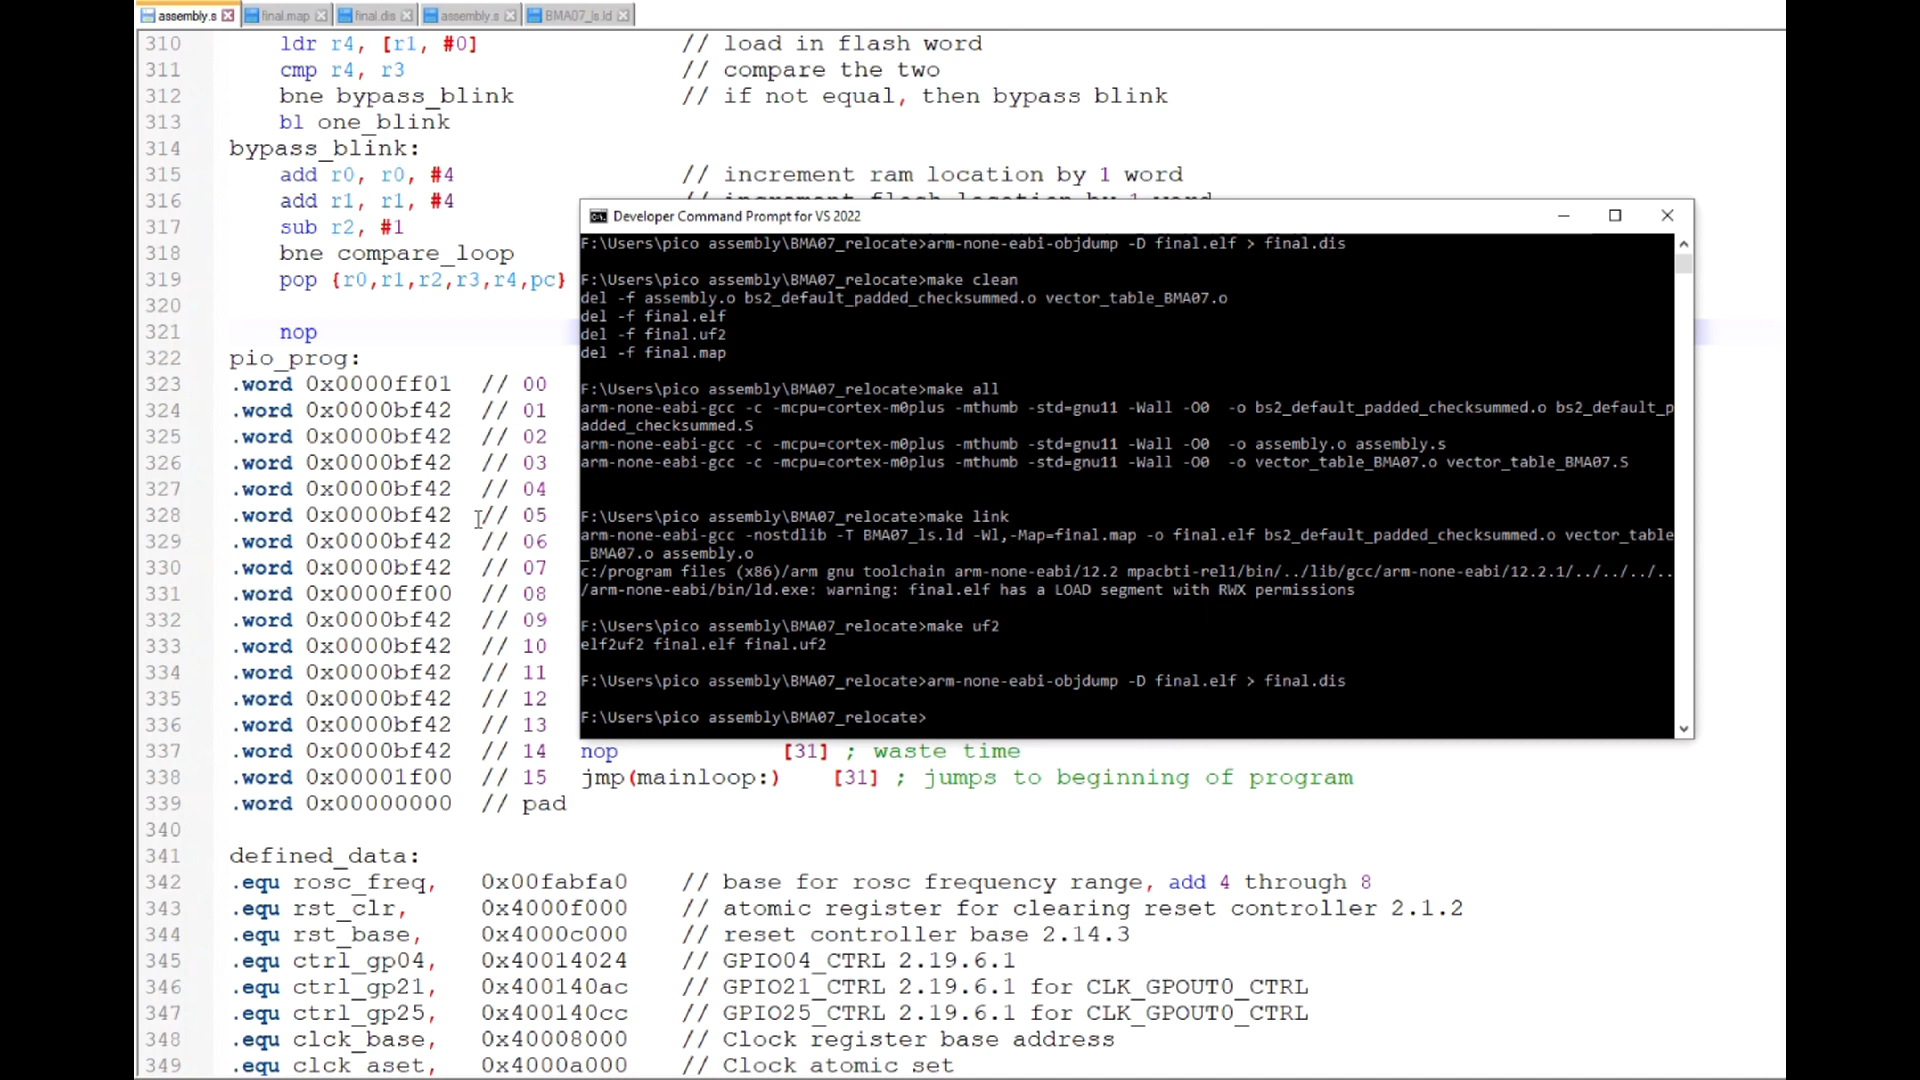 assembly.s final.map final.dis assembly.s BMA07_ls.ld
310 ldr r4, [r1, #0] // load in flash word
311 cmp r4, r3 // compare the two
312 bne bypass_blink // if not equal, then bypass blink
313 bl one_blink
314 bypass_blink:
315 add r0, r0, #4 // increment ram location by 1 word
316 add r1, r1, #4 // increment flash location by 1 word
317 sub r2, #1
318 bne compare_loop
319 pop {r0,r1,r2,r3,r4,pc}
320
321 nop
322 pio_prog:
323 .word 0x0000ff01 // 00
324 .word 0x0000bf42 // 01
325 .word 0x0000bf42 // 02
326 .word 0x0000bf42 // 03
327 .word 0x0000bf42 // 04
328 .word 0x0000bf42 // 05
329 .word 0x0000bf42 // 06
330 .word 0x0000bf42 // 07
331 .word 0x0000ff00 // 08
332 .word 0x0000bf42 // 09
333 .word 0x0000bf42 // 10
334 .word 0x0000bf42 // 11
335 .word 0x0000bf42 // 12
336 .word 0x0000bf42 // 13
337 .word 0x0000bf42 // 14 nop [31] ; waste time
338 .word 0x00001f00 // 15 jmp(mainloop:) [31] ; jumps to beginning of program
339 .word 0x00000000 // pad
340
341 defined_data:
342 .equ rosc_freq, 0x00fabfa0 // base for rosc frequency range, add 4 through 8
343 .equ rst_clr, 0x4000f000 // atomic register for clearing reset controller 2.1.2
344 .equ rst_base, 0x4000c000 // reset controller base 2.14.3
345 .equ ctrl_gp04, 0x40014024 // GPIO04_CTRL 2.19.6.1
346 .equ ctrl_gp21, 0x400140ac // GPIO21_CTRL 2.19.6.1 for CLK_GPOUT0_CTRL
347 .equ ctrl_gp25, 0x400140cc // GPIO25_CTRL 2.19.6.1 for CLK_GPOUT0_CTRL
348 .equ clck_base, 0x40008000 // Clock register base address
349 .equ clck_aset, 0x4000a000 // Clock atomic set
Developer Command Prompt for VS 2022
F:\Users\pico assembly\BMA07_relocate>arm-none-eabi-objdump -D final.elf > final.dis
F:\Users\pico assembly\BMA07_relocate>make clean
del -f assembly.o bs2_default_padded_checksummed.o vector_table_BMA07.o
del -f final.elf
del -f final.uf2
del -f final.map
F:\Users\pico assembly\BMA07_relocate>make all
arm-none-eabi-gcc -c -mcpu=cortex-m0plus -mthumb -std=gnu11 -Wall -O0  -o bs2_default_padded_checksummed.o bs2_default_p
added_checksummed.S
arm-none-eabi-gcc -c -mcpu=cortex-m0plus -mthumb -std=gnu11 -Wall -O0  -o assembly.o assembly.s
arm-none-eabi-gcc -c -mcpu=cortex-m0plus -mthumb -std=gnu11 -Wall -O0  -o vector_table_BMA07.o vector_table_BMA07.S
F:\Users\pico assembly\BMA07_relocate>make link
arm-none-eabi-gcc -nostdlib -T BMA07_ls.ld -Wl,-Map=final.map -o final.elf bs2_default_padded_checksummed.o vector_table
_BMA07.o assembly.o
c:/program files (x86)/arm gnu toolchain arm-none-eabi/12.2 mpacbti-rel1/bin/../lib/gcc/arm-none-eabi/12.2.1/../../../..
/arm-none-eabi/bin/ld.exe: warning: final.elf has a LOAD segment with RWX permissions
F:\Users\pico assembly\BMA07_relocate>make uf2
elf2uf2 final.elf final.uf2
F:\Users\pico assembly\BMA07_relocate>arm-none-eabi-objdump -D final.elf > final.dis
F:\Users\pico assembly\BMA07_relocate>